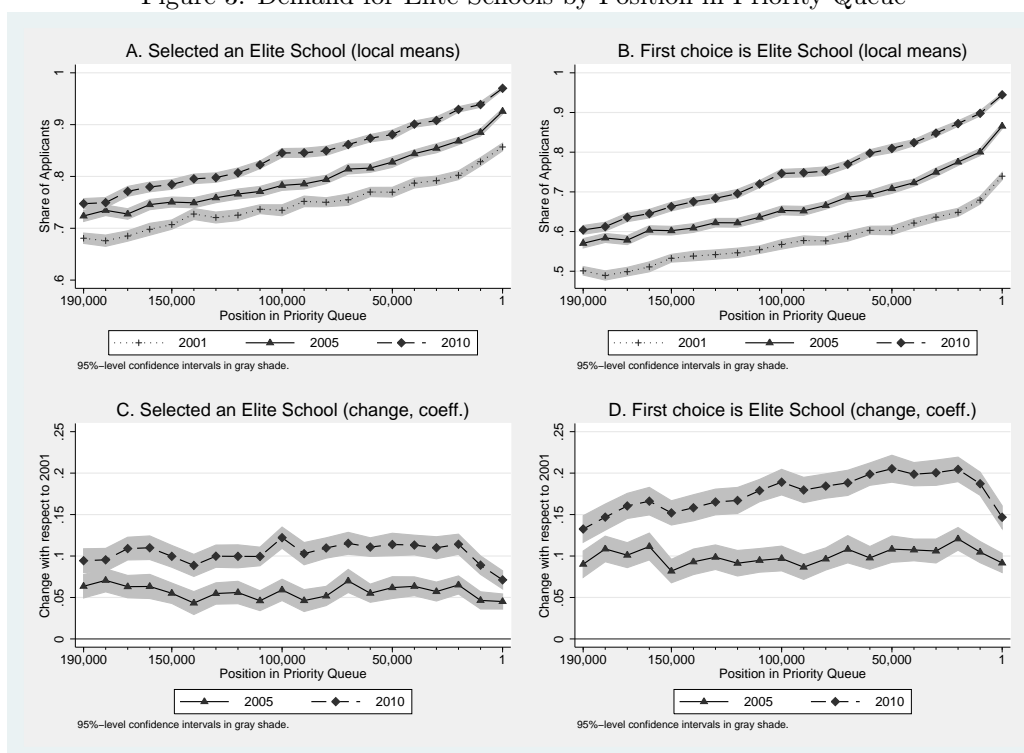 Figure Demand for Elite Schools by Position in Priority Queue
A. Selected an Elite School (local means)
Share of Applicants
1
.9
.8
.7
.6
190,000 150,000 100,000 50,000 1
Position in Priority Queue
2001 2005 2010
95%−level confidence intervals in gray shade.
B. First choice is Elite School (local means)
Share of Applicants
1
.9
.8
.7
.6
.5
190,000 150,000 100,000 50,000 1
Position in Priority Queue
2001 2005 2010
95%−level confidence intervals in gray shade.
C. Selected an Elite School (change, coeff.)
Change with respect to 2001
.25
.2
.15
.1
.05
0
190,000 150,000 100,000 50,000 1
Position in Priority Queue
2005 2010
95%−level confidence intervals in gray shade.
D. First choice is Elite School (change, coeff.)
Change with respect to 2001
.25
.2
.15
.1
.05
0
190,000 150,000 100,000 50,000 1
Position in Priority Queue
2005 2010
95%−level confidence intervals in gray shade.